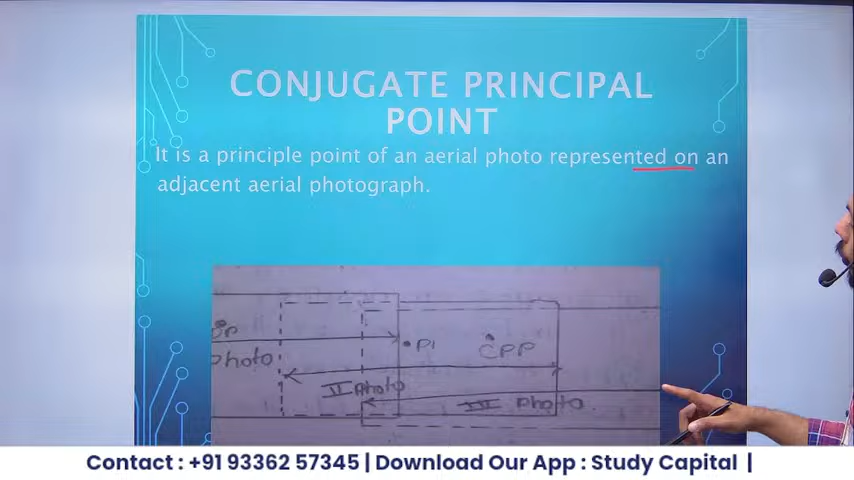 CONJUGATE PRINCIPAL
POINT
It is a principle point of an aerial photo represented on an
adjacent aerial photograph.
P1
CPP
photo
II Photo
III photo
Contact : +91 93362 57345 | Download Our App : Study Capital |